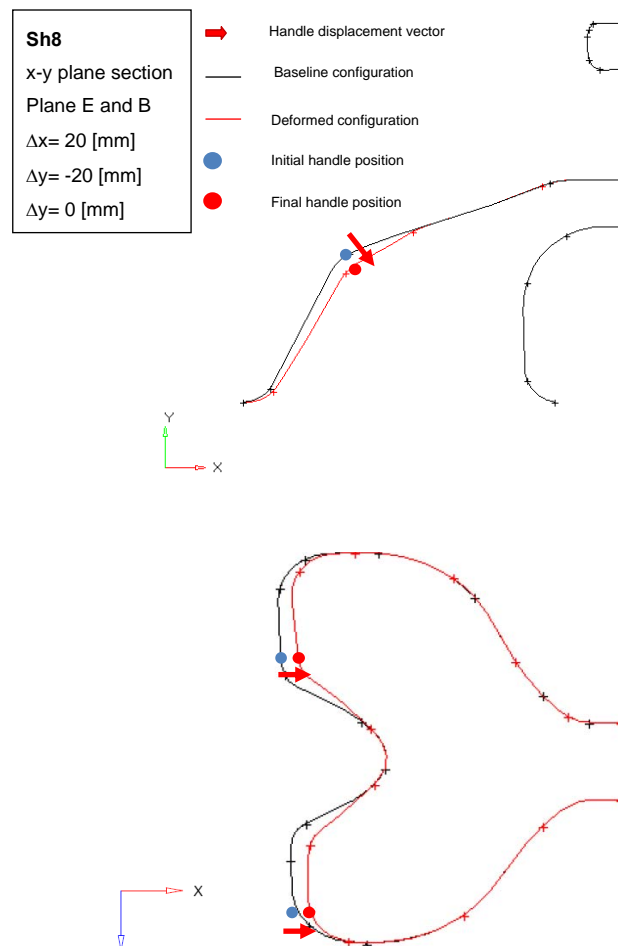 Sh8
x-y plane section
Plane E and B
Δx= 20 [mm]
Δy= -20 [mm]
Δy= 0 [mm]
Handle displacement vector
Baseline configuration
Deformed configuration
Initial handle position
Final handle position
Y
X
X